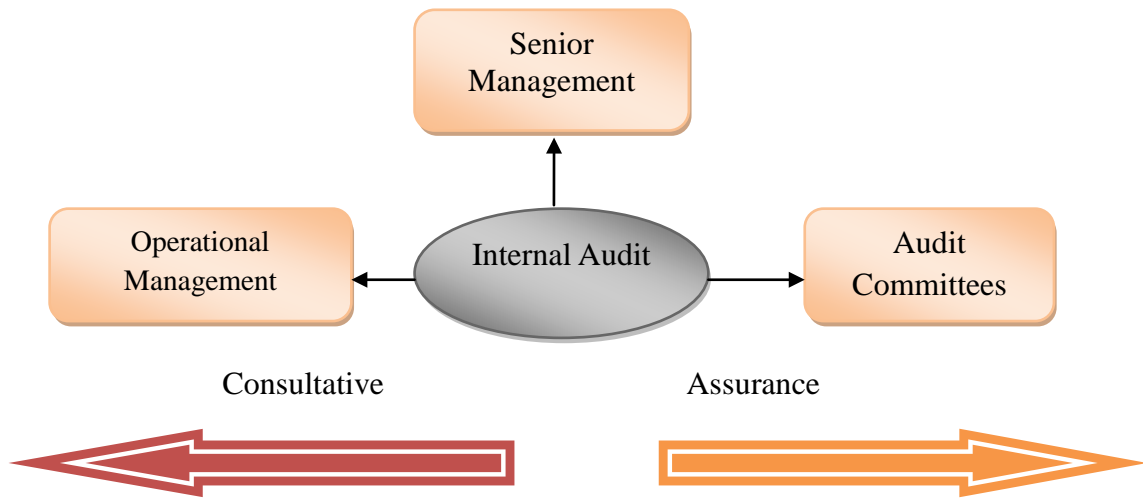 Senior
Management
Operational
Management
Internal Audit
Audit
Committees
Consultative
Assurance